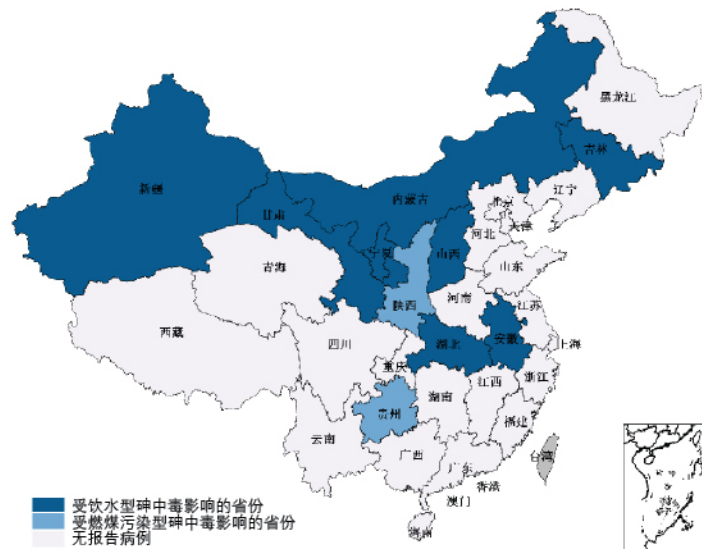 黑龙江
吉林
新疆
内蒙古
辽宁
甘肃
北京
天津
宁夏
山西
河北
青海
山东
陕西
河南
江苏
西藏
安徽
四川
湖北
上海
重庆
浙江
湖南
江西
贵州
福建
云南
台湾
广西
广东
香港
澳门
海南
受饮水型砷中毒影响的省份
受燃煤污染型砷中毒影响的省份
无报告病例